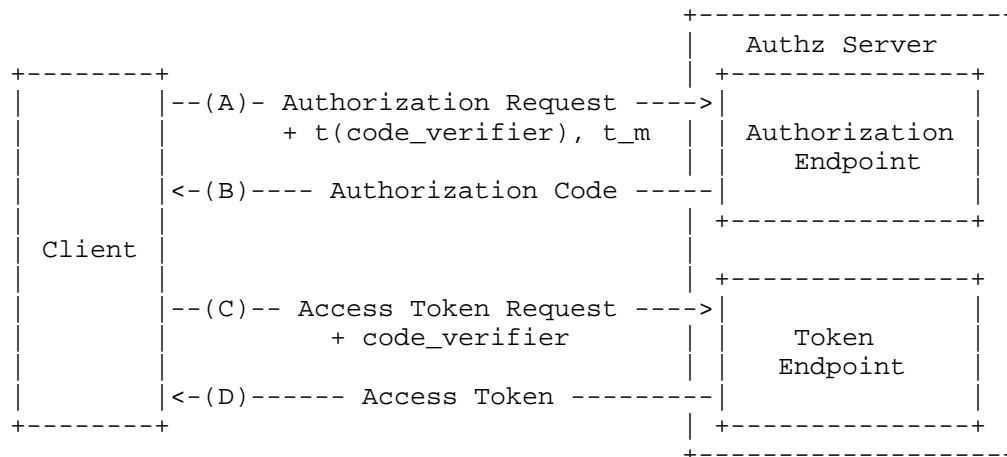 Authz Server
--(A)- Authorization Request ---->
+ t(code_verifier), t_m
Authorization
Endpoint
<-(B)---- Authorization Code -----
Client
--(C)-- Access Token Request ---->
+ code_verifier
Token
Endpoint
<-(D)------ Access Token ---------